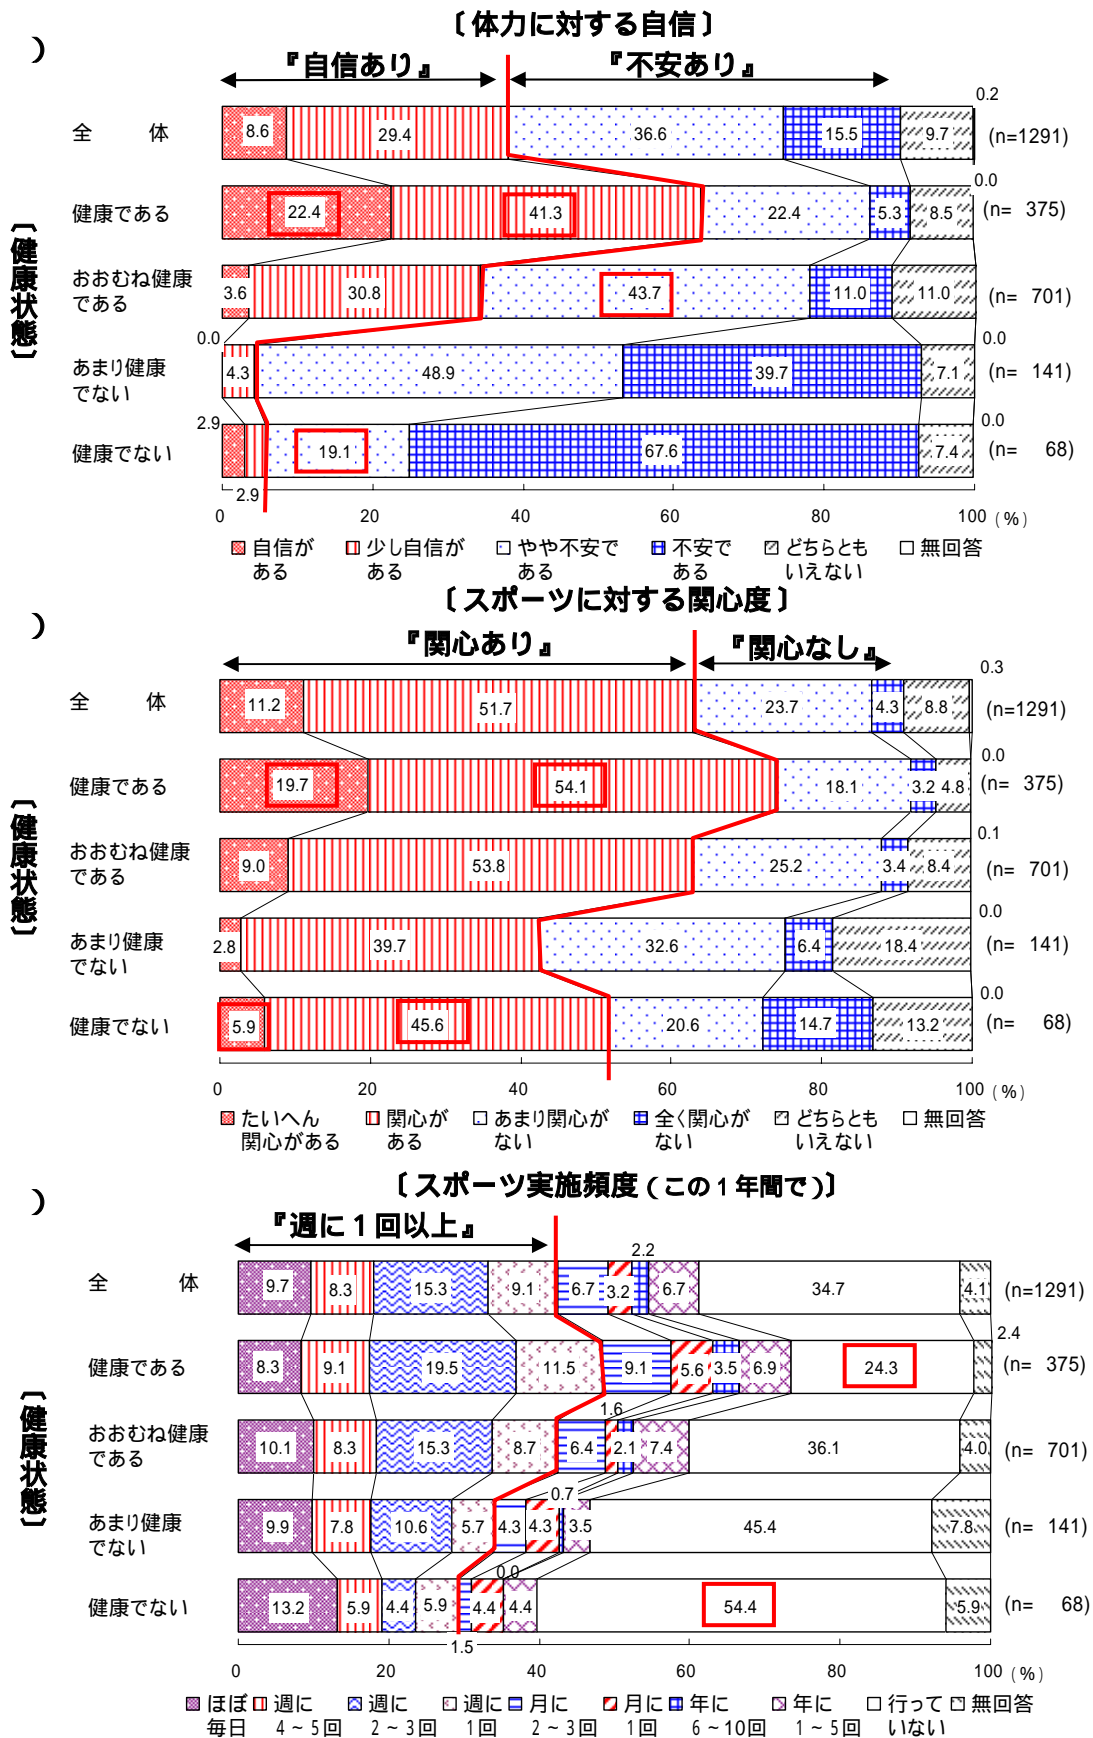 )
〔 体力に対する自信 〕
『自信あり』 『不安あり』
0.2
全　体 8.6 29.4 36.6 15.5 9.7 (n=1291)
0.0
健康である 22.4 41.3 22.4 5.3 8.5 (n= 375)
おおむね健康
である 3.6 30.8 43.7 11.0 11.0 (n= 701)
0.0 0.0
あまり健康
でない 4.3 48.9 39.7 7.1 (n= 141)
2.9 0.0
健康でない 19.1 67.6 7.4 (n= 68)
2.9
〔健康状態〕
0 20 40 60 80 100 (%)
自信が 少し自信が やや不安で 不安で どちらとも 無回答
ある ある ある ある いえない
)
〔 スポーツに対する関心度 〕
『関心あり』 『関心なし』
0.3
全　体 11.2 51.7 23.7 4.3 8.8 (n=1291)
0.0
健康である 19.7 54.1 18.1 3.2 4.8 (n= 375)
0.1
おおむね健康
である 9.0 53.8 25.2 3.4 8.4 (n= 701)
0.0
あまり健康
でない 2.8 39.7 32.6 6.4 18.4 (n= 141)
0.0
健康でない 5.9 45.6 20.6 14.7 13.2 (n= 68)
〔健康状態〕
0 20 40 60 80 100 (%)
たいへん 関心が あまり関心が 全く関心が どちらとも 無回答
関心がある ある ない ない いえない
)
〔 スポーツ実施頻度（この１年間で）〕
『週に１回以上』
2.2
全　体 9.7 8.3 15.3 9.1 6.7 3.2 6.7 34.7 4.1 (n=1291)
2.4
健康である 8.3 9.1 19.5 11.5 9.1 5.6 3.5 6.9 24.3 (n= 375)
1.6
おおむね健康
である 10.1 8.3 15.3 8.7 6.4 2.1 7.4 36.1 4.0 (n= 701)
0.7
あまり健康
でない 9.9 7.8 10.6 5.7 4.3 4.3 3.5 45.4 7.8 (n= 141)
0.0
健康でない 13.2 5.9 4.4 5.9 4.4 4.4 54.4 5.9 (n= 68)
1.5
〔健康状態〕
0 20 40 60 80 100 (%)
ほぼ 週に 週に 週に 月に 月に 年に 年に 行って 無回答
毎日 4～5回 2～3回 1回 2～3回 1回 6～10回 1～5回 いない